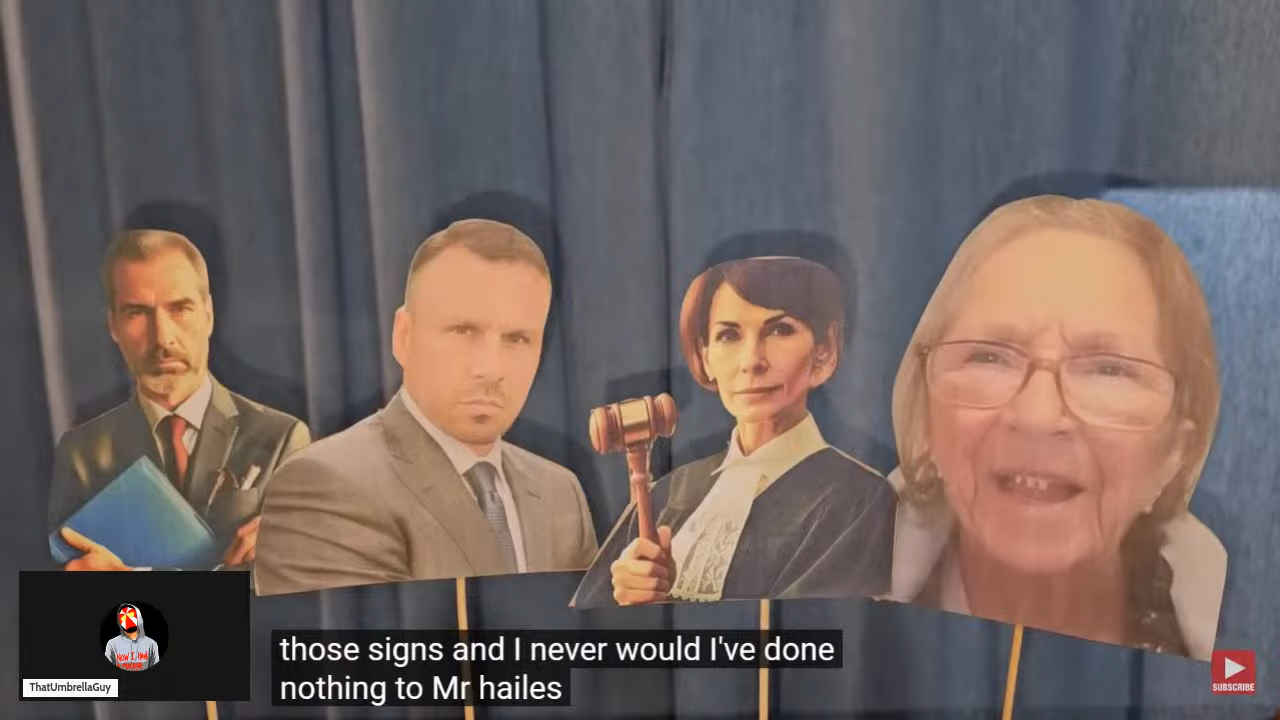 those signs and I never would I've done
nothing to Mr hailes
ThatUmbrellaGuy
SUBSCRIBE